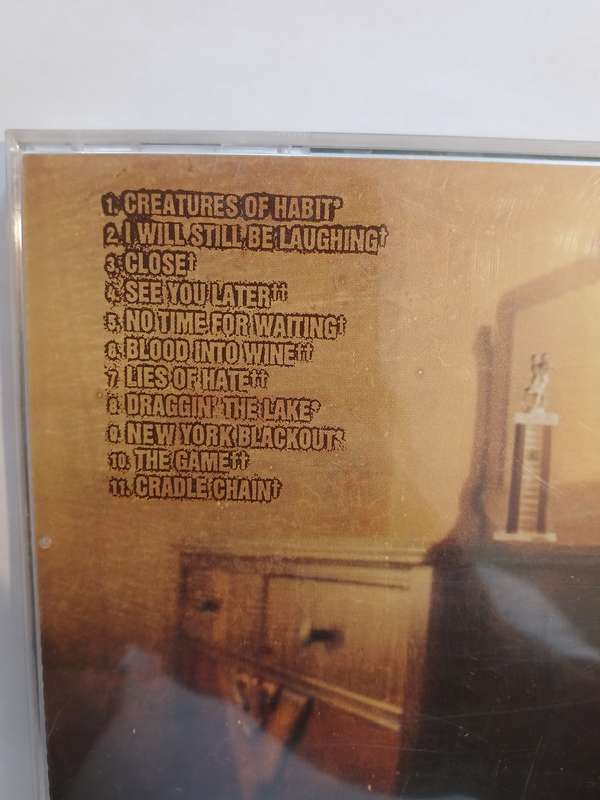 1. CREATURES OF HABIT*
2. I WILL STILL BE LAUGHING†
3. CLOSE†
4. SEE YOU LATER††
5. NO TIME FOR WAITING†
6. BLOOD INTO WINE††
7. LIES OF HATE††
8. DRAGGIN' THE LAKE*
9. NEW YORK BLACKOUT‡
10. THE GAME††
11. CRADLE CHAIN†